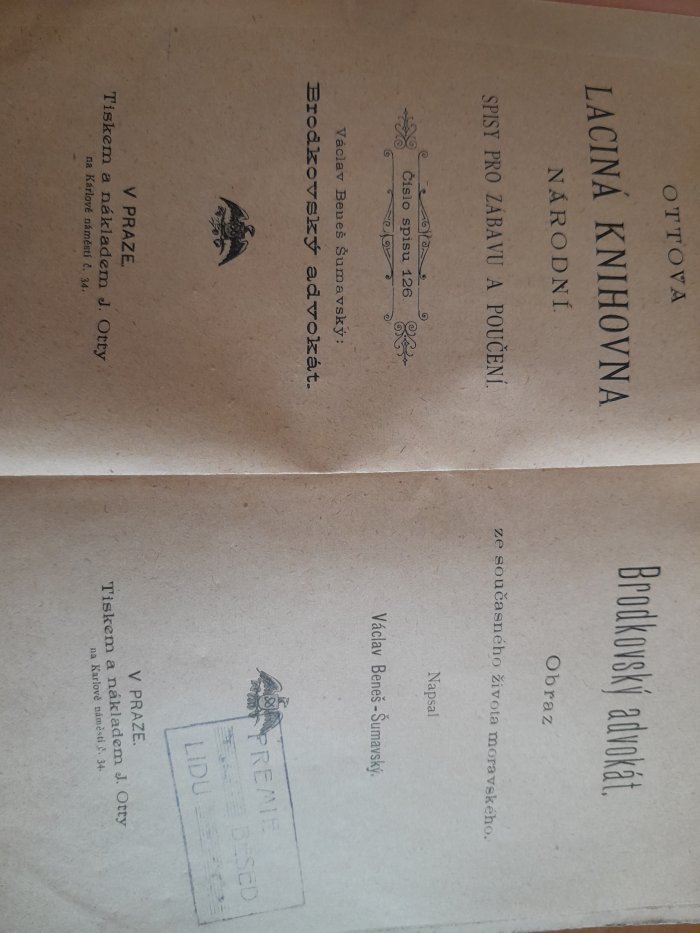 OTTOVA
LACINÁ KNIHOVNA
NÁRODNÍ.
SPISY PRO ZÁBAVU A POUČENÍ.
Číslo spisu 126
Václav Beneš Šumavský:
Brodkovský advokát.
V PRAZE.
Tiskem a nákladem J. Otty
na Karlově náměstí č. 34.
Brodkovský advokát.
Obraz
ze současného života moravského.
Napsal
Václav Beneš-Šumavský.
PREMIE
BESED
LIDU
V PRAZE.
Tiskem a nákladem J. Otty
na Karlově náměstí č. 34.